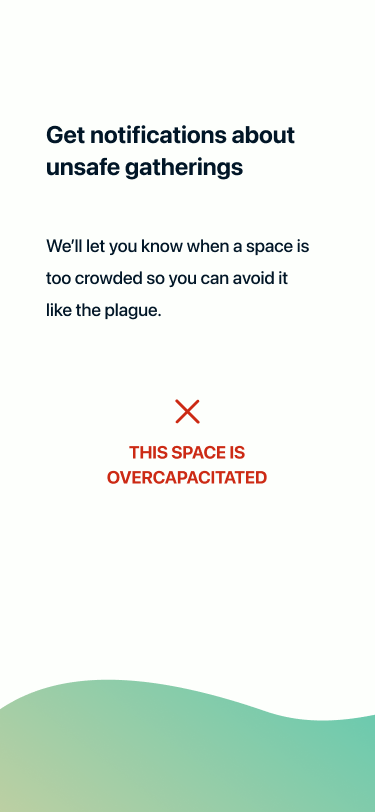 Get notifications about
unsafe gatherings
We'll let you know when a space is
too crowded so you can avoid it
like the plague.
THIS SPACE IS
OVERCAPACITATED